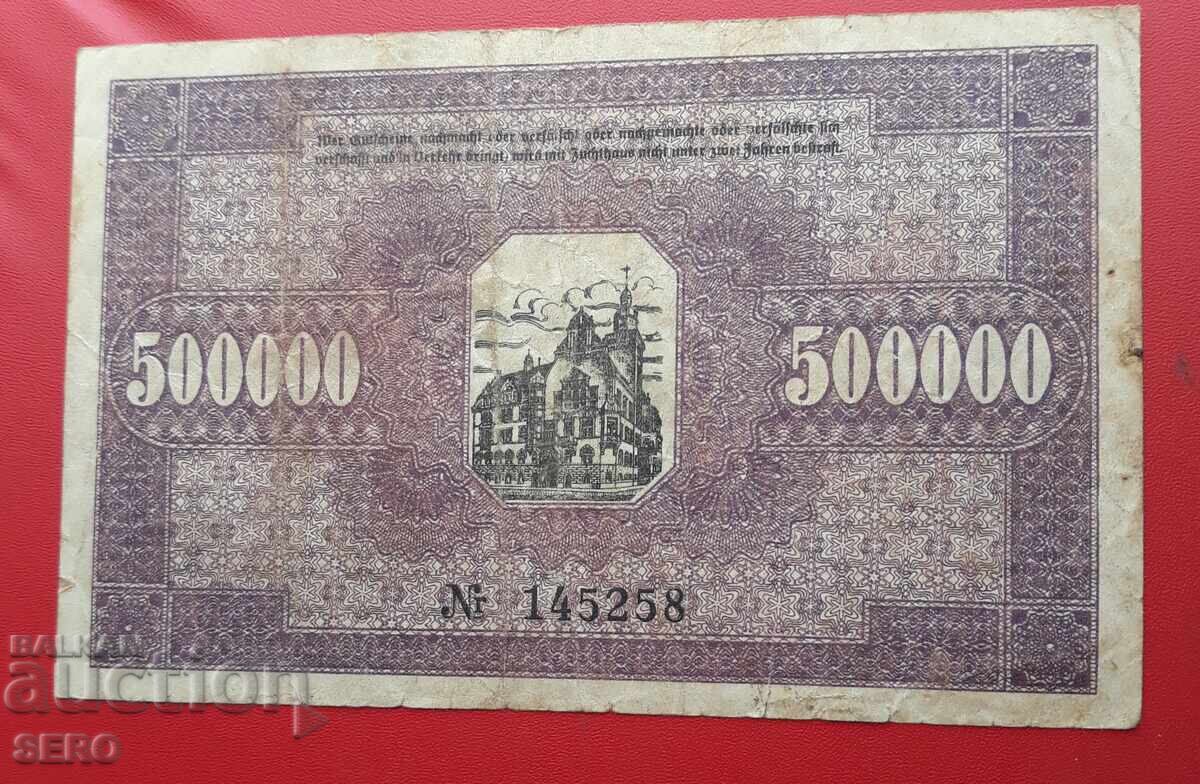 Wer Gutscheine nachmacht oder verfälscht oder nachgemachte oder verfälschte sich
verschafft und in Verkehr bringt, wird mit Zuchthaus nicht unter zwei Jahren bestraft.
500000 500000
Nr 145258
BALKAN
auction
SERO